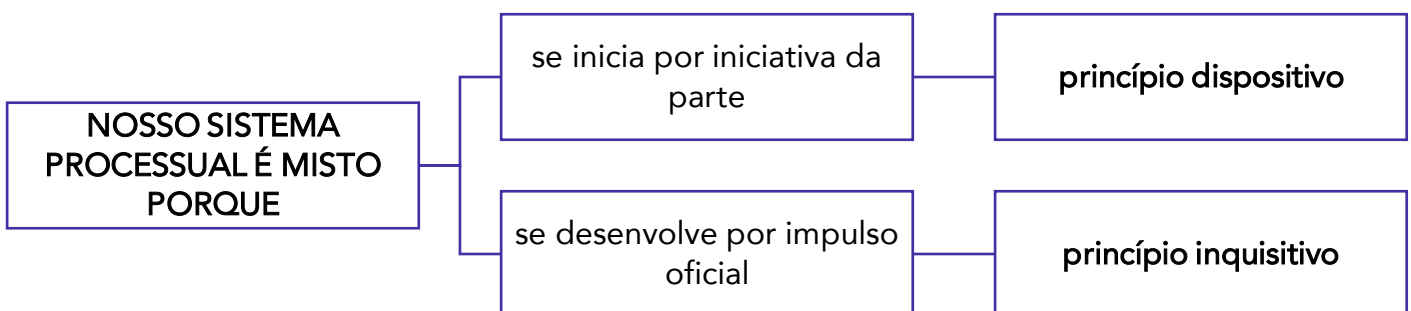 NOSSO SISTEMA
PROCESSUAL É MISTO
PORQUE
se inicia por iniciativa da
parte
princípio dispositivo
se desenvolve por impulso
oficial
princípio inquisitivo